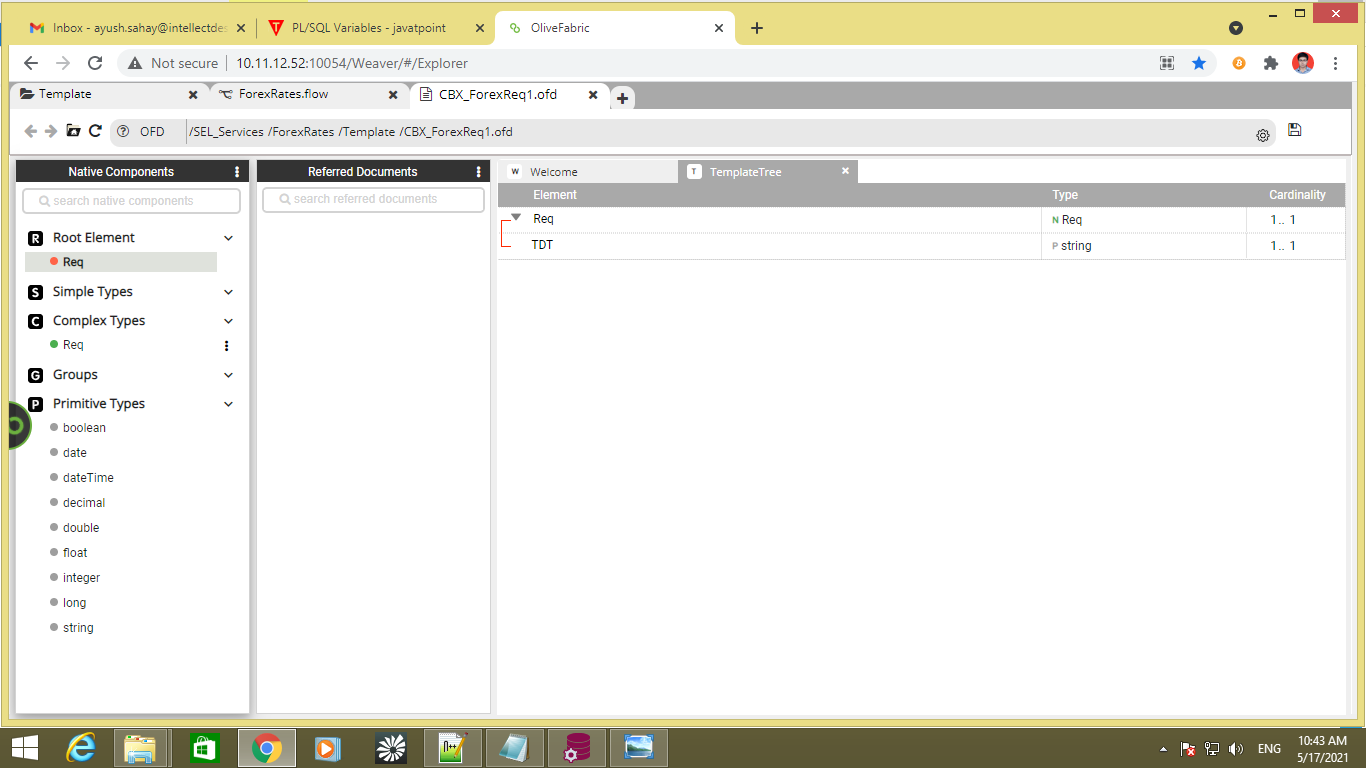 Inbox - ayush.sahay@intellectdes
PL/SQL Variables - javatpoint
OliveFabric
Not secure
10.11.12.52:10054/Weaver/#/Explorer
Template
ForexRates.flow
CBX_ForexReq1.ofd
OFD
/SEL_Services /ForexRates /Template /CBX_ForexReq1.ofd
Native Components
search native components
R Root Element
Req
S Simple Types
C Complex Types
Req
G Groups
P Primitive Types
boolean
date
dateTime
decimal
double
float
integer
long
string
Referred Documents
search referred documents
W Welcome
T TemplateTree
Element Type Cardinality
Req N Req 1.. 1
TDT P string 1.. 1
ENG
10:43 AM
5/17/2021